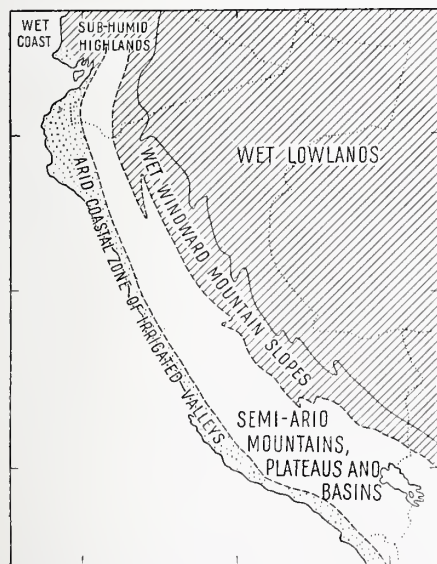 WET
COAST
SUB-HUMID
HIGHLANDS
WET LOWLANDS
WET WINDWARD MOUNTAIN SLOPES
ARID COASTAL ZONE OF IRRIGATED VALLEYS
SEMI-ARID
MOUNTAINS,
PLATEAUS AND
BASINS